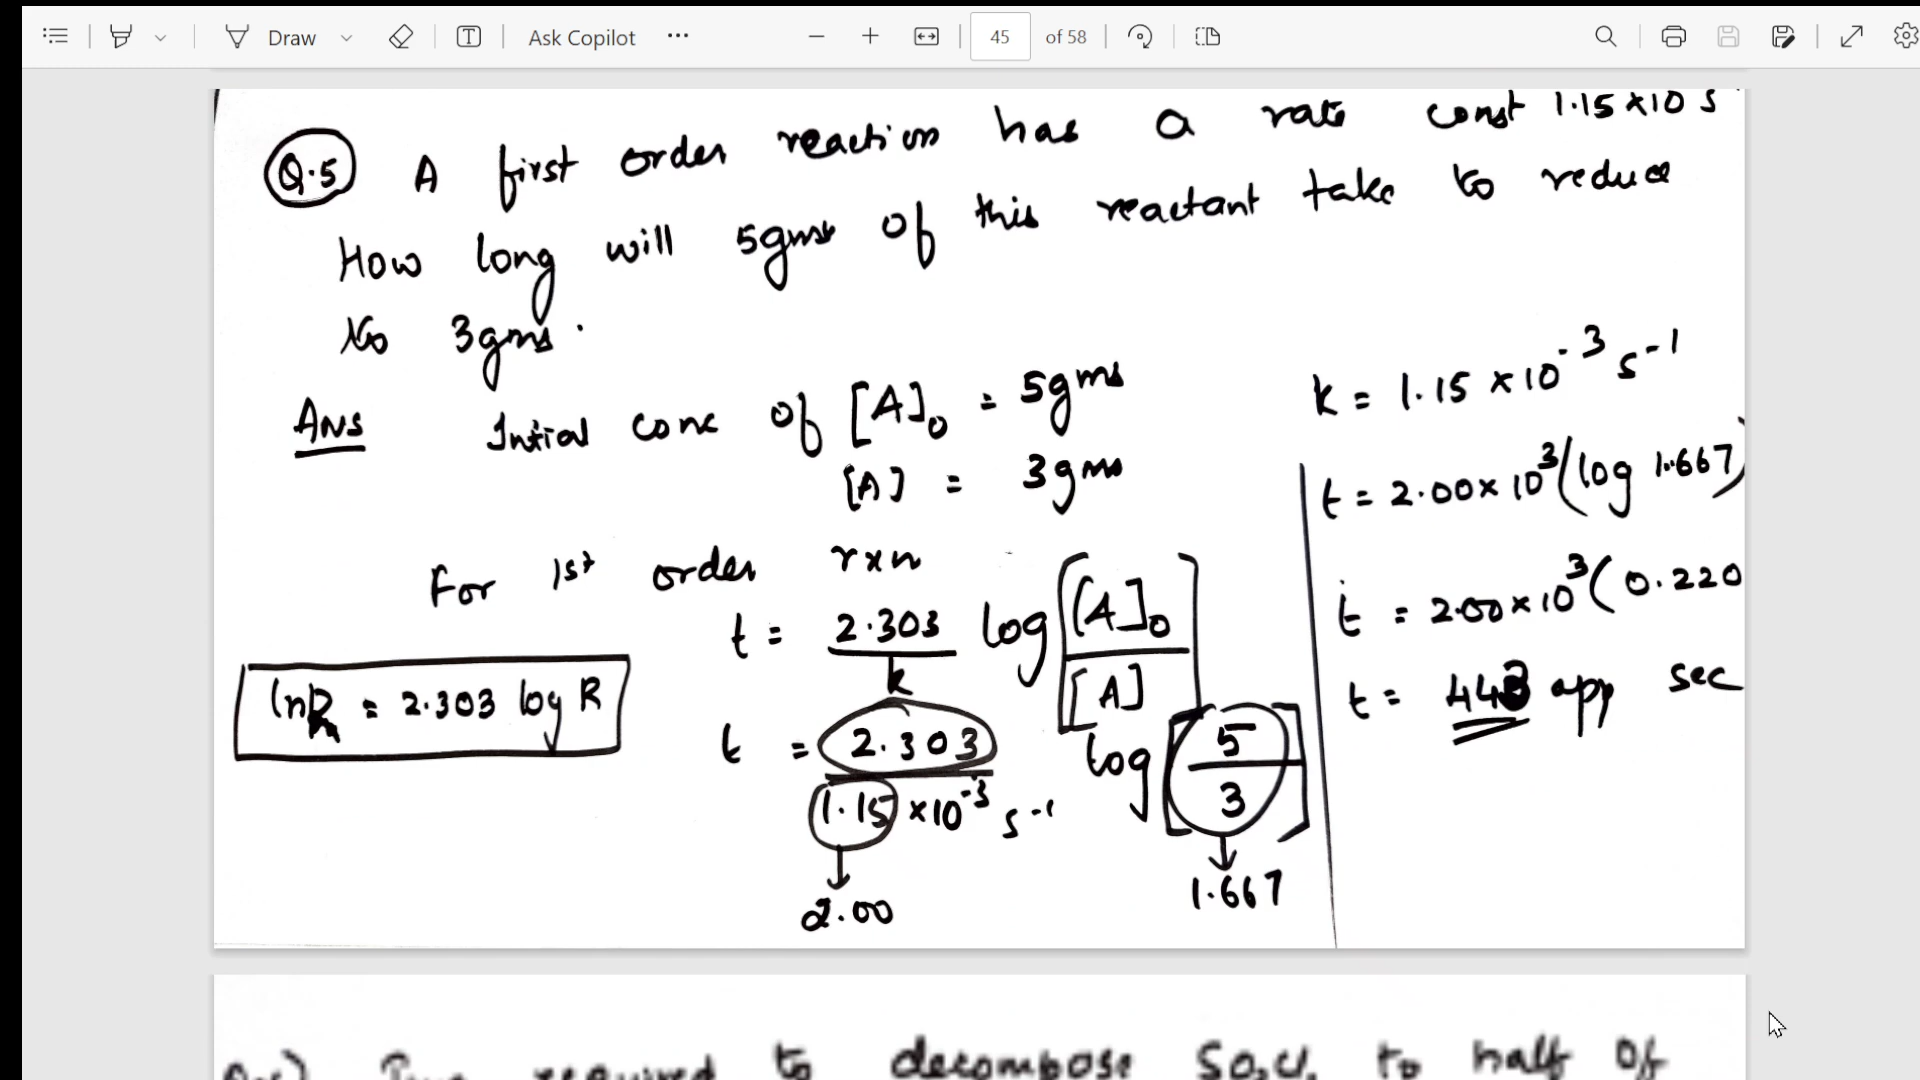 Draw
Ask Copilot
45 of 58
Q.5 A first order reaction has a rate const 1.15×10 s
How long will 5gms of this reactant take to reduce
to 3gms.
Ans Initial conc of [A]₀ = 5gms
[A] = 3gms
For 1st order rxn
t = 2.303/k log [[A]₀/[A]]
lnR = 2.303 log R
t = 2.303/1.15 ×10⁻³ s⁻¹ log [5/3]
2.00
1.667
k = 1.15 ×10⁻³ s⁻¹
t = 2.00× 10³(log 1.667)
t = 2.00×10³( 0.220
t = 443 app sec
required to decompose to half of